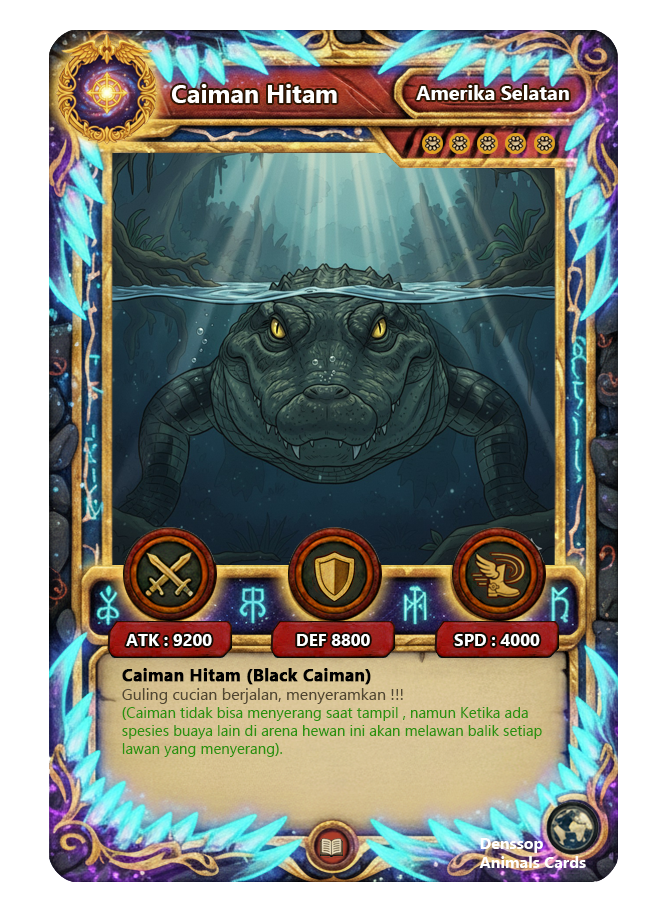 Caiman Hitam
Amerika Selatan
ATK : 9200
DEF 8800
SPD : 4000
Caiman Hitam (Black Caiman)
Guling cucian berjalan, menyeramkan !!!
(Caiman tidak bisa menyerang saat tampil , namun Ketika ada
spesies buaya lain di arena hewan ini akan melawan balik setiap
lawan yang menyerang).
Denssop
Animals Cards